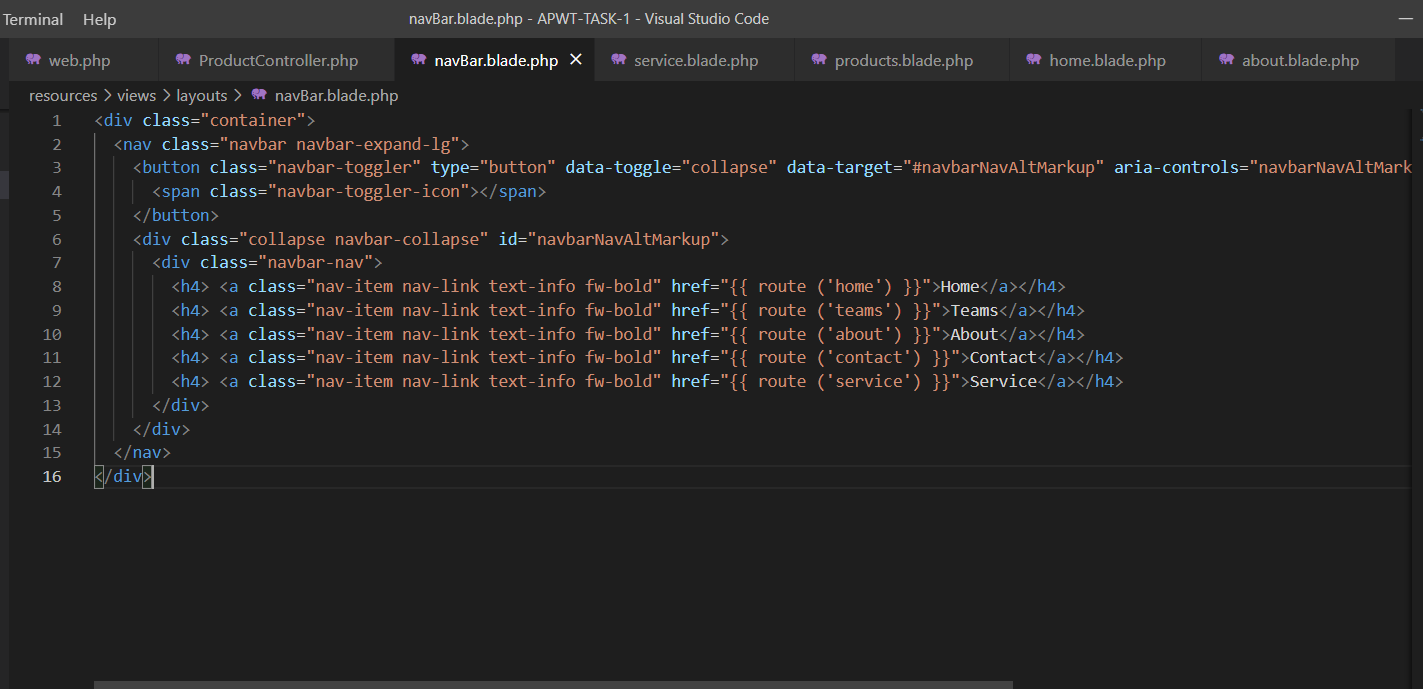 Terminal Help navBar.blade.php - APWT-TASK-1 - Visual Studio Code
web.php ProductController.php navBar.blade.php service.blade.php products.blade.php home.blade.php about.blade.php
resources > views > layouts > navBar.blade.php
1 <div class="container">
2 <nav class="navbar navbar-expand-lg">
3 <button class="navbar-toggler" type="button" data-toggle="collapse" data-target="#navbarNavAltMarkup" aria-controls="navbarNavAltMark
4 <span class="navbar-toggler-icon"></span>
5 </button>
6 <div class="collapse navbar-collapse" id="navbarNavAltMarkup">
7 <div class="navbar-nav">
8 <h4> <a class="nav-item nav-link text-info fw-bold" href="{{ route ('home') }}">Home</a></h4>
9 <h4> <a class="nav-item nav-link text-info fw-bold" href="{{ route ('teams') }}">Teams</a></h4>
10 <h4> <a class="nav-item nav-link text-info fw-bold" href="{{ route ('about') }}">About</a></h4>
11 <h4> <a class="nav-item nav-link text-info fw-bold" href="{{ route ('contact') }}">Contact</a></h4>
12 <h4> <a class="nav-item nav-link text-info fw-bold" href="{{ route ('service') }}">Service</a></h4>
13 </div>
14 </div>
15 </nav>
16 </div>